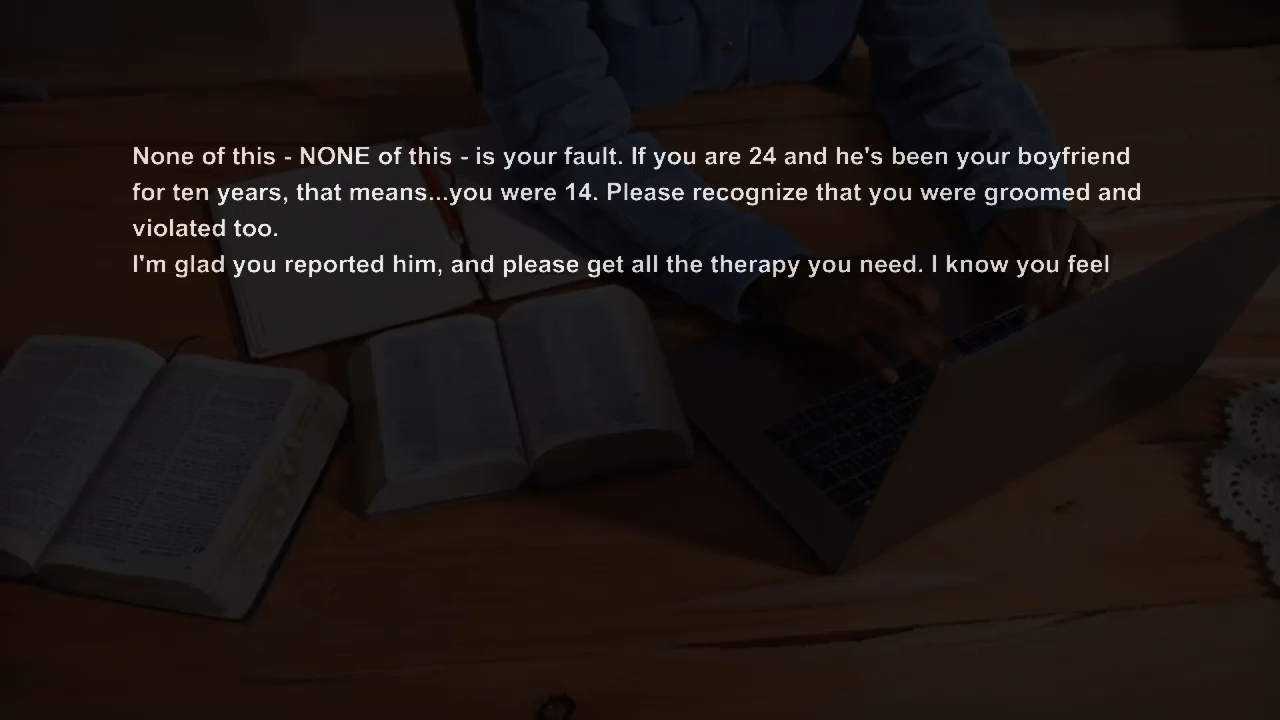 None of this - NONE of this - is your fault. If you are 24 and he's been your boyfriend
for ten years, that means...you were 14. Please recognize that you were groomed and
violated too.
I'm glad you reported him, and please get all the therapy you need. I know you feel